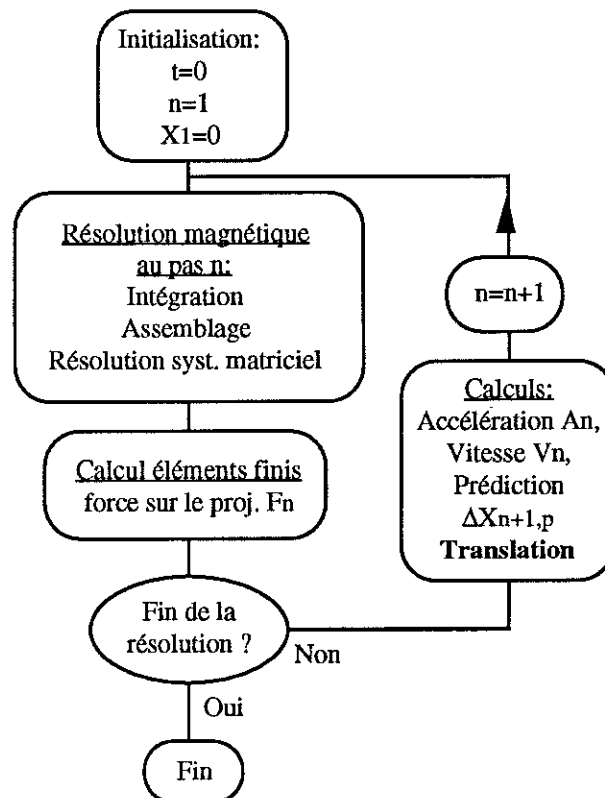 Initialisation:
t=0
n=1
X1=0
Résolution magnétique
au pas n:
Intégration
Assemblage
Résolution syst. matriciel
Calcul éléments finis
force sur le proj. Fn
Fin de la
résolution ?
Non
Oui
Fin
n=n+1
Calculs:
Accélération An,
Vitesse Vn,
Prédiction
ΔXn+1,p
Translation